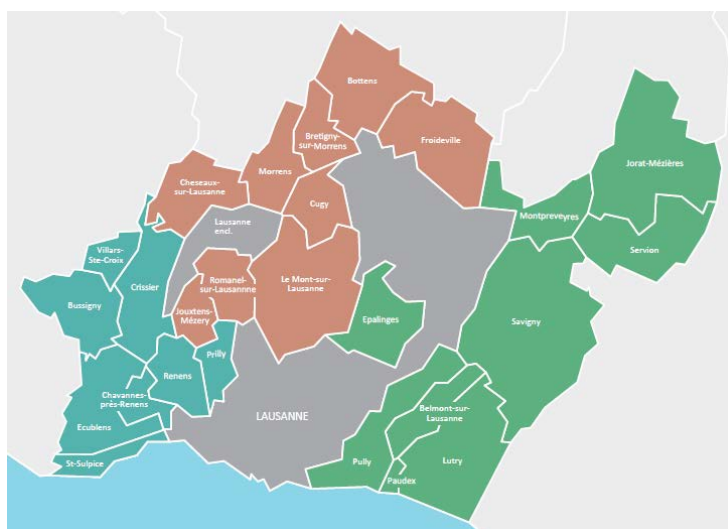 Bottens
Bretigny-
sur-Morrens
Froideville
Jorat-Mézières
Morrens
Cheseaux-
sur-Lausanne
Cugy
Montpreveyres
Lausanne
encl.
Servion
Villars-
Ste-Croix
Crissier
Romanel-
sur-Lausannne
Le Mont-sur-
Lausanne
Bussigny
Jouxtens-
Mézery
Epalinges
Savigny
Prilly
Renens
Chavannes-
près-Renens
LAUSANNE
Belmont-sur-
Lausanne
Ecublens
St-Sulpice
Pully
Lutry
Paudex